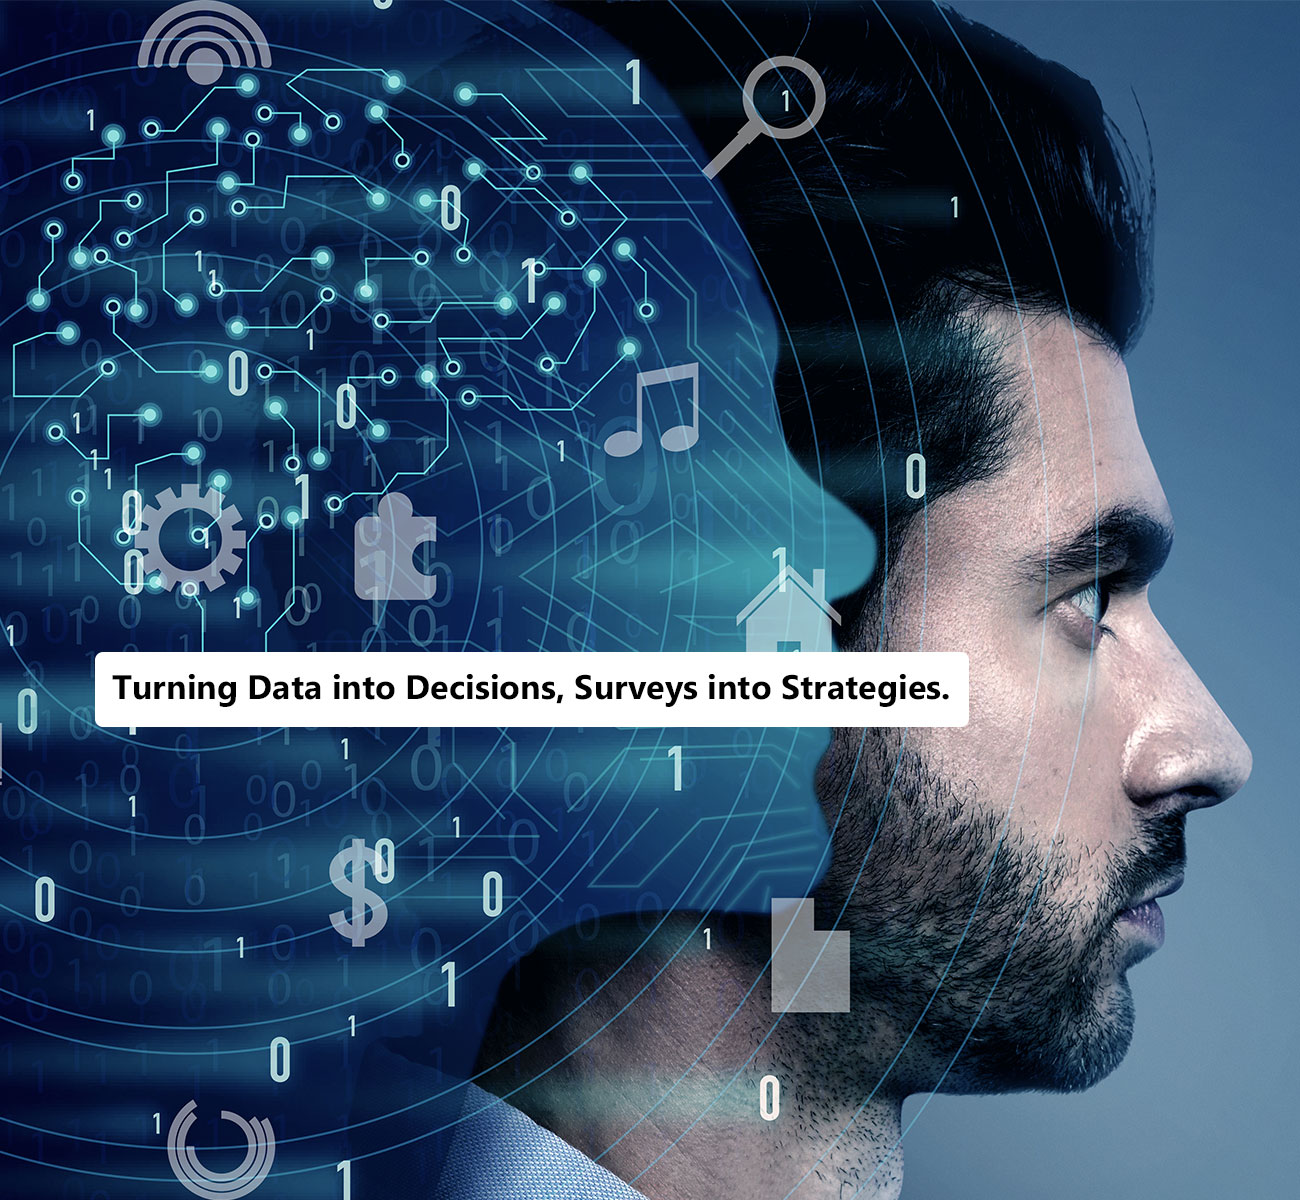 Turning Data into Decisions, Surveys into Strategies.